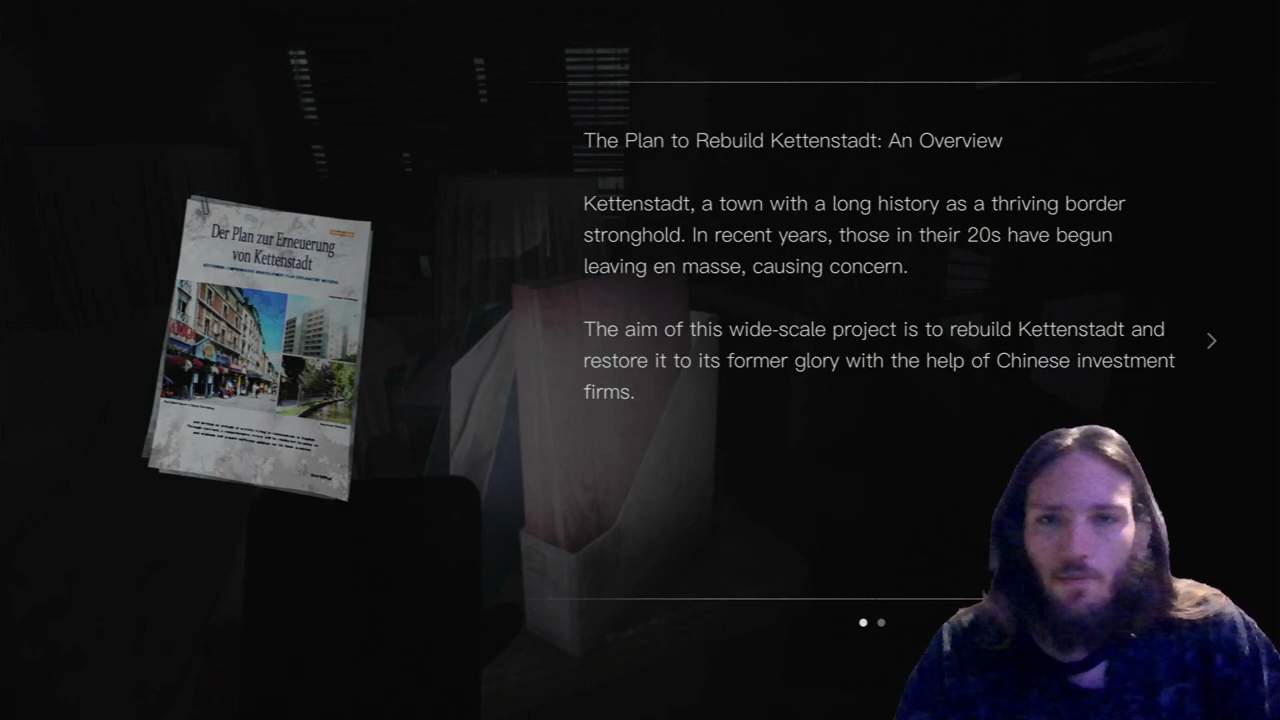 The Plan to Rebuild Kettenstadt: An Overview
Kettenstadt, a town with a long history as a thriving border
stronghold. In recent years, those in their 20s have begun
leaving en masse, causing concern.
The aim of this wide-scale project is to rebuild Kettenstadt and
restore it to its former glory with the help of Chinese investment
firms.
Der Plan zur Erneuerung
von Kettenstadt